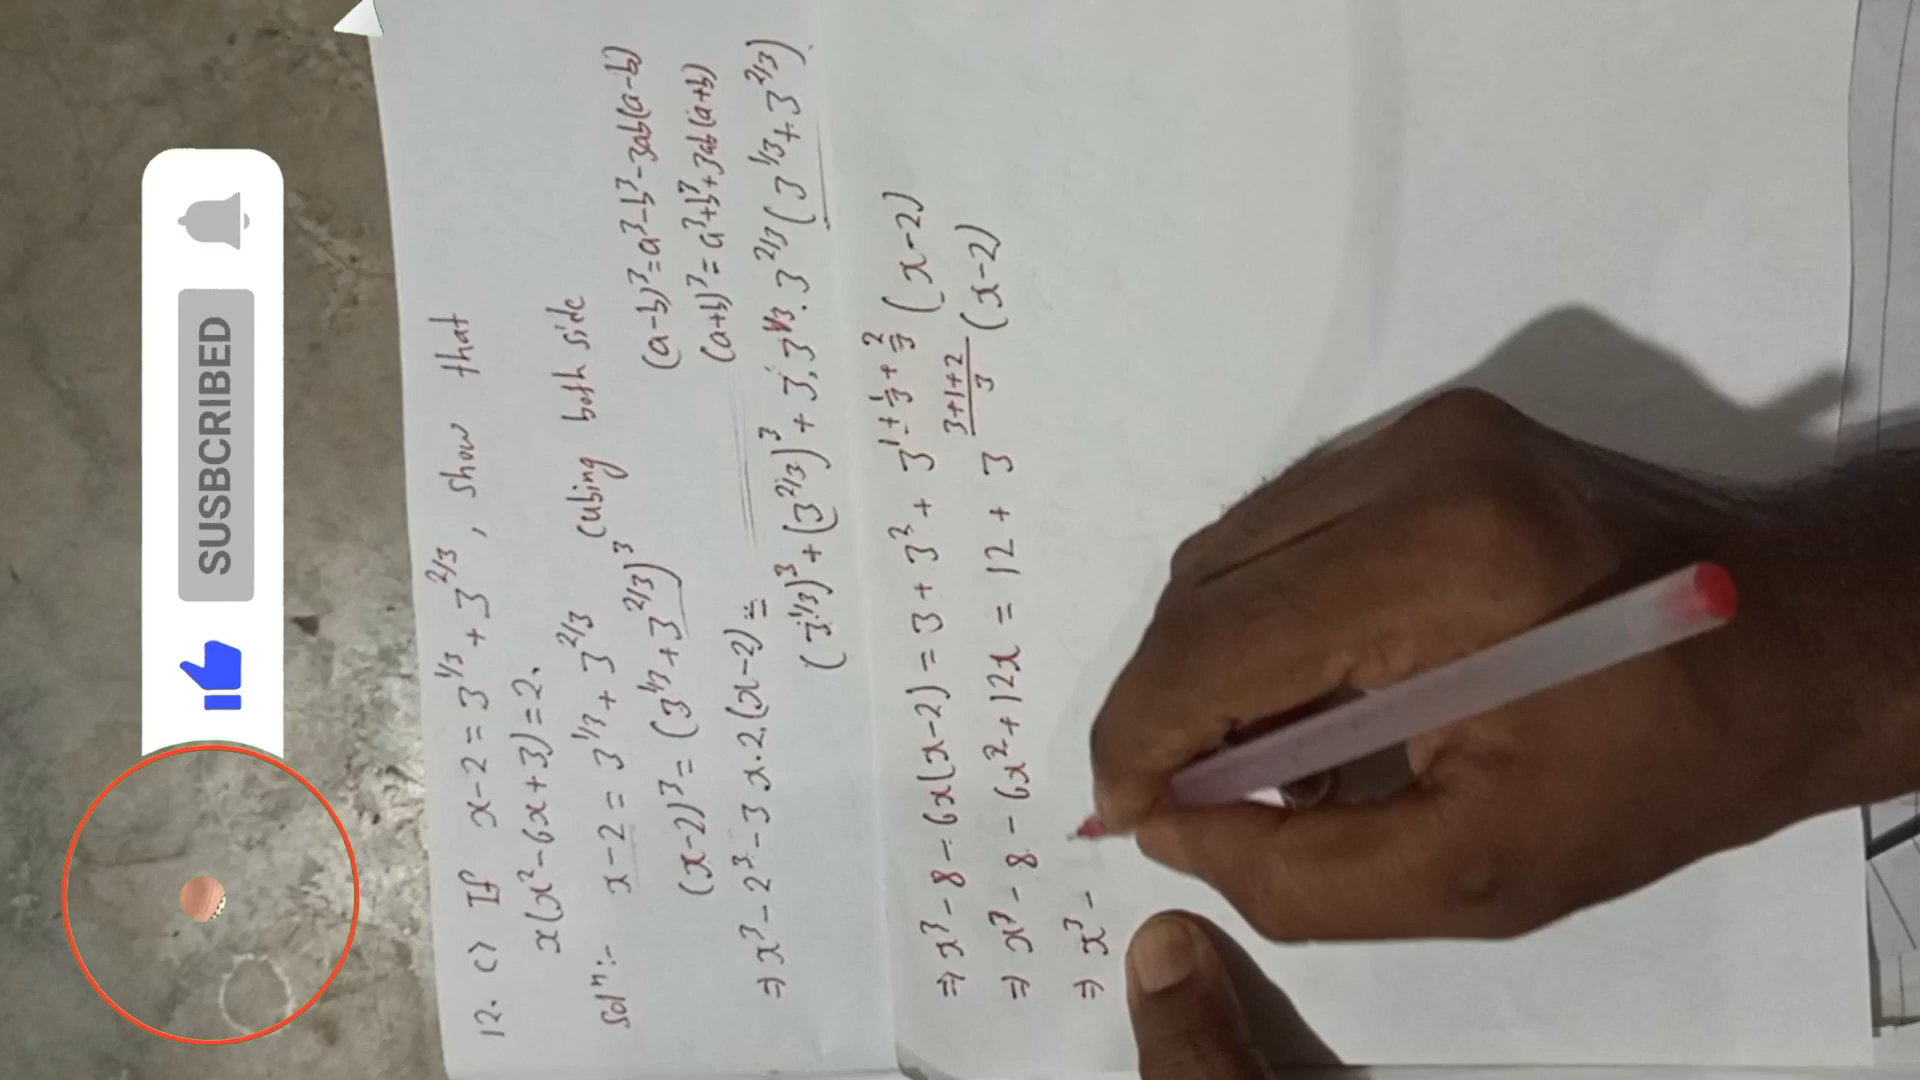 SUSBCRIBED
12. c) If x-2 = 3^1/3 + 3^2/3, show that
x(x²-6x+3)=2.
Solⁿ:- x-2 = 3^1/3 + 3^2/3
(x-2)³ = (3^1/3 + 3^2/3)³ Cubing both side
(a-b)³=a³-b³-3ab(a-b)
(a+b)³=a³+b³+3ab(a+b)
⇒ x³-2³-3.x.2.(x-2) =
(3^1/3)³+(3^2/3)³+3.3^1/3.3^2/3(3^1/3+3^2/3)
⇒ x³-8-6x(x-2) = 3+3²+3^1+1/3+2/3 (x-2)
⇒ x³-8-6x²+12x = 12+3^(3+1+2)/3 (x-2)
⇒ x³-